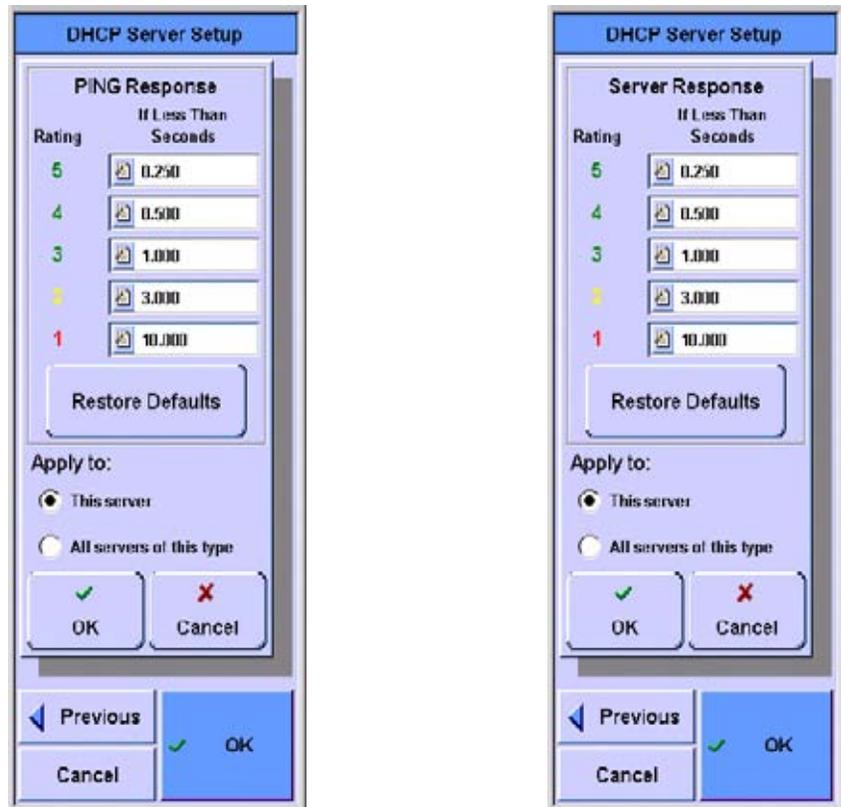 DHCP Server Setup
PING Response
If Less Than
Rating Seconds
5 0.250
4 0.500
3 1.000
2 3.000
1 10.000
Restore Defaults
Apply to:
This server
All servers of this type
OK Cancel
Previous
OK
Cancel
DHCP Server Setup
Server Response
If Less Than
Rating Seconds
5 0.250
4 0.500
3 1.000
2 3.000
1 10.000
Restore Defaults
Apply to:
This server
All servers of this type
OK Cancel
Previous
OK
Cancel